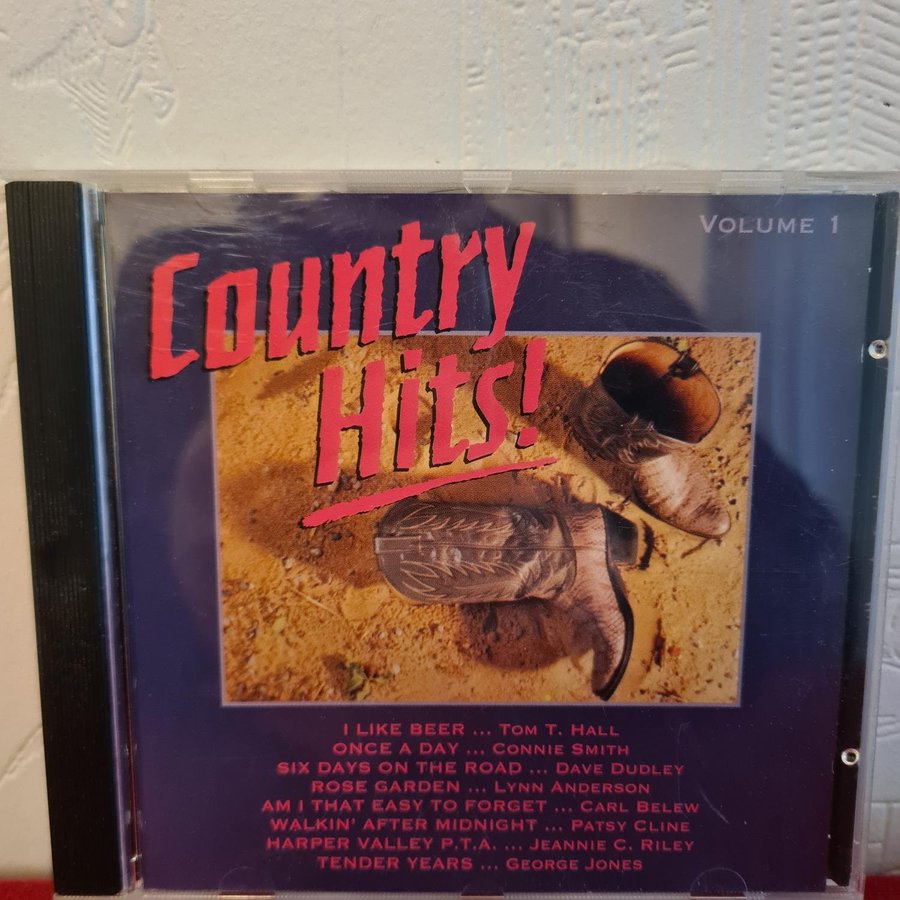 Country
Hits!
VOLUME 1
I LIKE BEER ... TOM T. HALL
ONCE A DAY ... CONNIE SMITH
SIX DAYS ON THE ROAD ... DAVE DUDLEY
ROSE GARDEN ... LYNN ANDERSON
AM I THAT EASY TO FORGET ... CARL BELEW
WALKIN' AFTER MIDNIGHT ... PATSY CLINE
HARPER VALLEY P.T.A. ... JEANNIE C. RILEY
TENDER YEARS ... GEORGE JONES